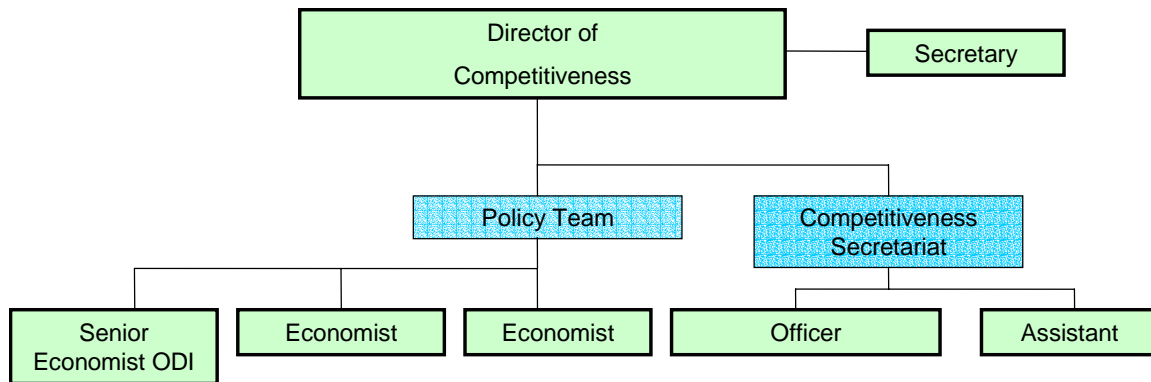 Director of
Competitiveness
Secretary
Policy Team
Competitiveness
Secretariat
Senior
Economist ODI
Economist
Economist
Officer
Assistant